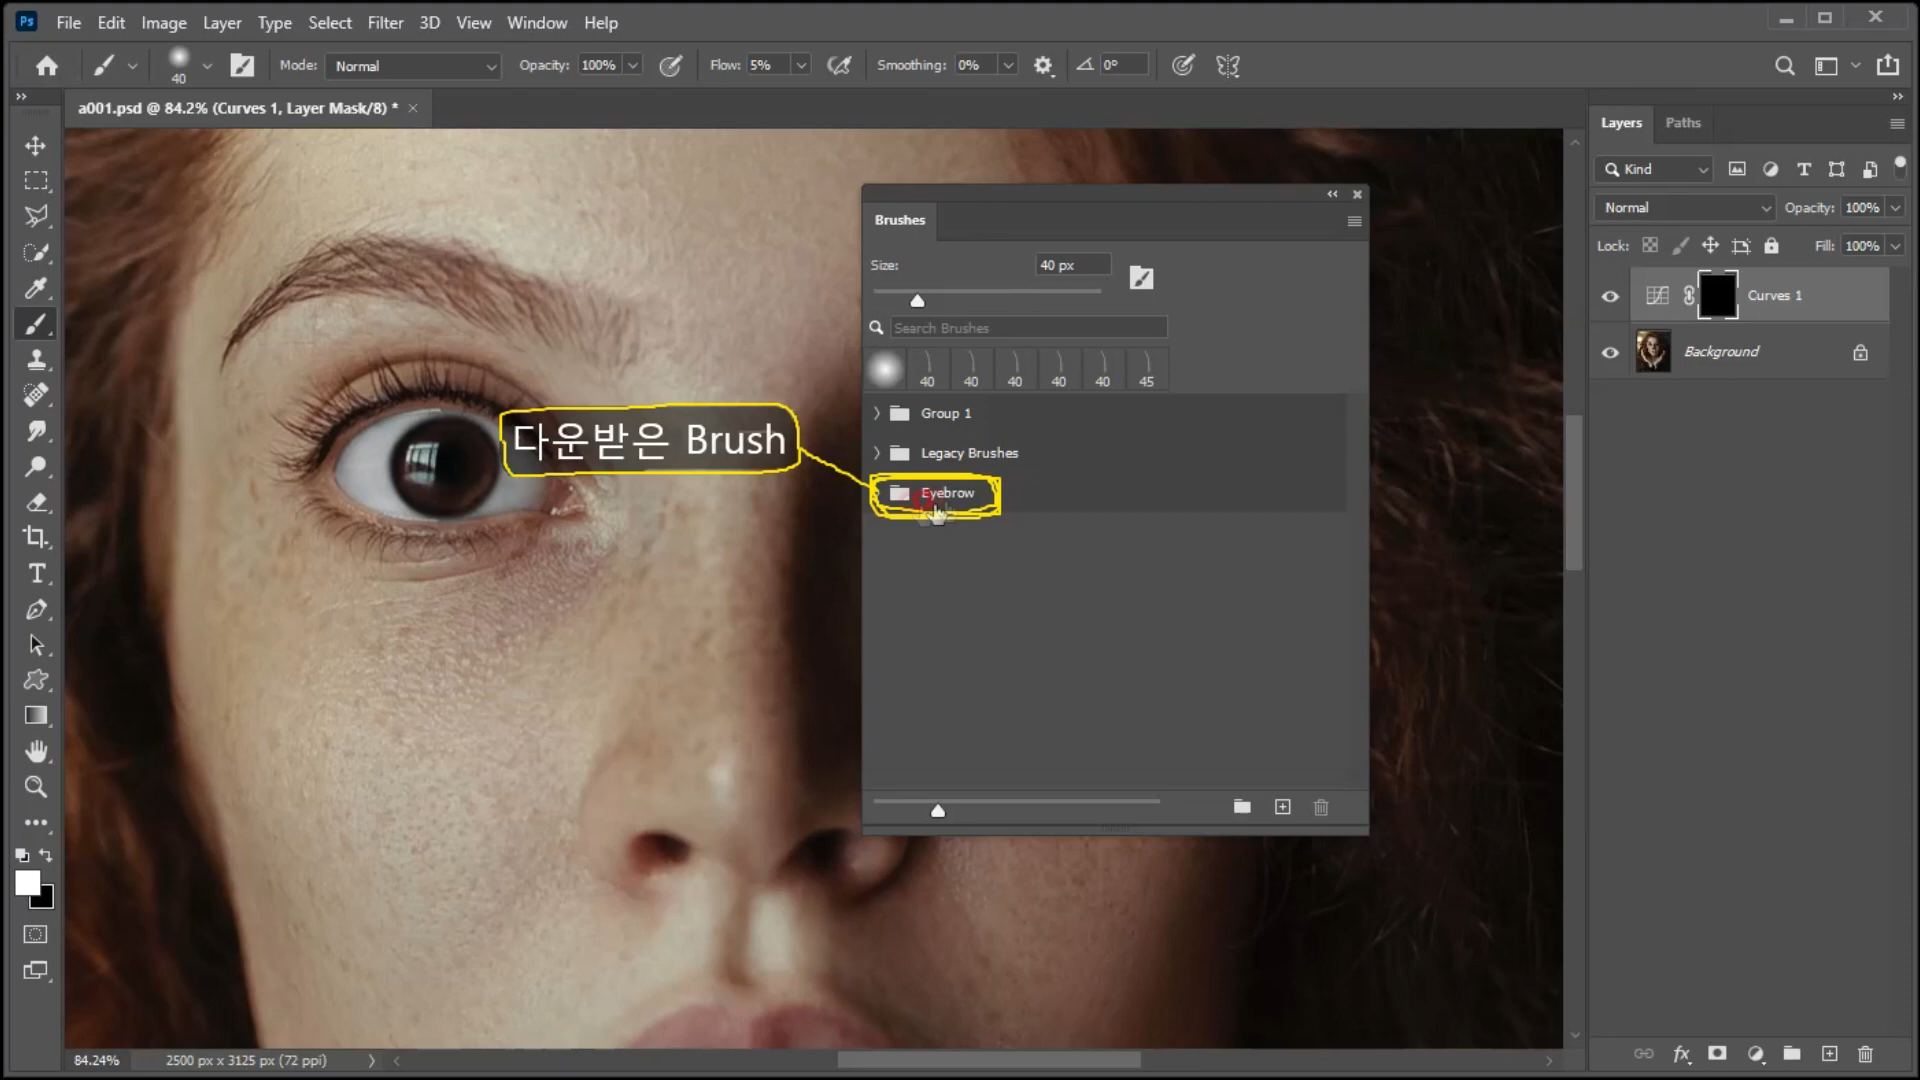 Ps File Edit Image Layer Type Select Filter 3D View Window Help
40 Mode: Normal Opacity: 100% Flow: 5% Smoothing: 0% 0°
a001.psd @ 84.2% (Curves 1, Layer Mask/8) * ×
Layers Paths
Kind
Normal Opacity: 100%
Lock: Fill: 100%
Curves 1
Background
Brushes
Size: 40 px
Search Brushes
40 40 40 40 40 45
Group 1
Legacy Brushes
Eyebrow
다운받은 Brush
84.24% 2500 px x 3125 px (72 ppi)